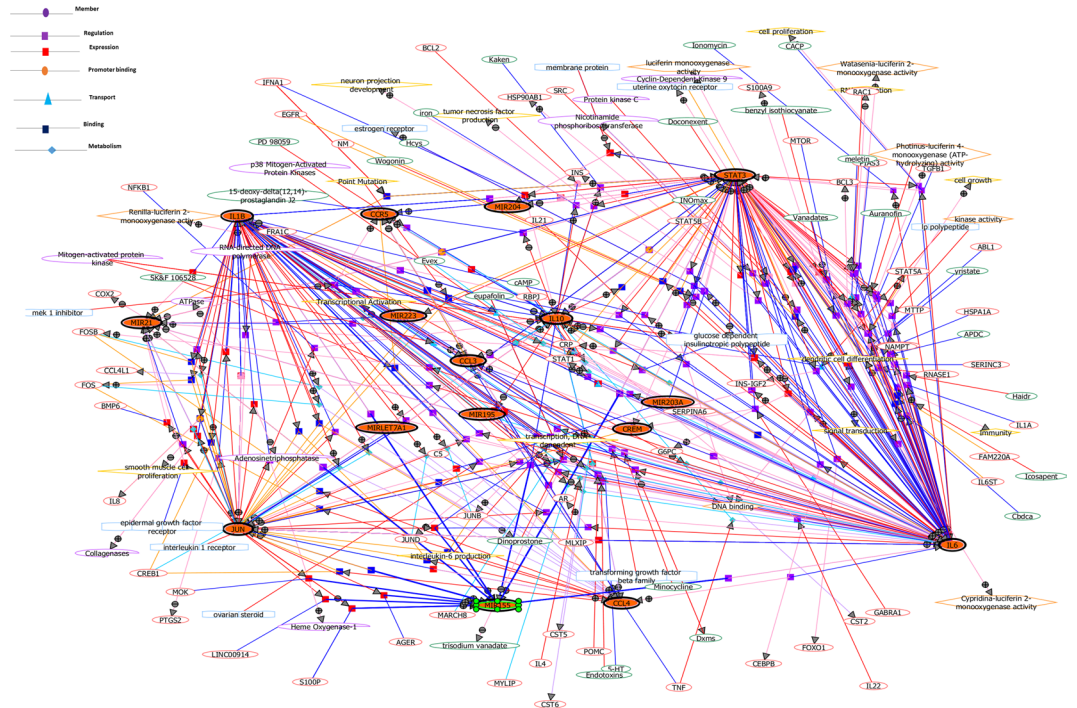 Member
Regulation
Expression
Promoter binding
Transport
Binding
Metabolism
cell proliferation
BCL2
Ionomycin
CACP
Kaken
luciferin monooxygenase
activity
Watasenia-luciferin 2-
monooxygenase activity
membrane protein
neuron projection
development
IFNA1
Cyclin-Dependent kinase 9
uterine oxytocin receptor
SRC
S100A9
RAC1
HSP90AB1
Protein kinase C
tumor necrosis factor
production
iron
EGFR
Nicotinamide
phosphoribosyltransferase
Doconexent
benzyl isothiocyanate
estrogen receptor
Hcys
NM
PD 98059
MTOR
Photinus-luciferin 4-
monooxygenase (ATP-
hydrolyzing) activity
Wogonin
meletin
TGFB1
p38 Mitogen-Activated
Protein Kinases
INS
STAT3
Point Mutation
BCL3
cell growth
NFKB1
15-deoxy-delta(12,14)-
prostaglandin J2
INOmax
Auranofin
MIR204
Renilla-luciferin 2-
monooxygenase activ
IL1B
CCR5
IL21
STAT5B
Vanadates
kinase activity
p polypeptide
FRA1C
RNA-directed DNA
polymerase
ABL1
Mitogen-activated protein
kinase
Evex
STAT5A
vristate
SK&F 106528
cAMP
COX2
ATPase
Transcriptional Activation
eupafolin
RBPJ
MTTP
HSPA1A
mek 1 inhibitor
MIR21
MIR223
IL10
FOSB
glucose dependent
insulinotropic polypeptide
NAMPT
APDC
CRP
STAT1
CCL3
dendritic cell differentiation
CCL4L1
RNASE1
SERINC3
FOS
INS-IGF2
Haidr
BMP6
MIR203A
MIR195
SERPINA6
MIRLET7A1
CREM
signal transduction
IL1A
transcription, DNA-
dependent
Immunity
Adenosinetriphosphatase
C5
G6PC
FAM220A
smooth muscle cell
proliferation
Icosapent
IL6ST
IL8
AR
DNA binding
Cbdca
JUNB
epidermal growth factor
receptor
JUN
JUND
Dinoprostone
MLXIP
IL6
Collagenases
interleukin 1 receptor
interleukin-6 production
CREB1
transforming growth factor
beta family
Minocycline
MOK
MIR155
CCL4
Cypridina-luciferin 2-
monooxygenase activity
ovarian steroid
MARCH8
PTGS2
Heme Oxygenase-1
GABRA1
CST2
CST5
Dxms
AGER
trisodium vanadate
FOXO1
LINC00914
POMC
IL4
CEBPB
5-HT
Endotoxins
S100P
MYLIP
TNF
IL22
CST6